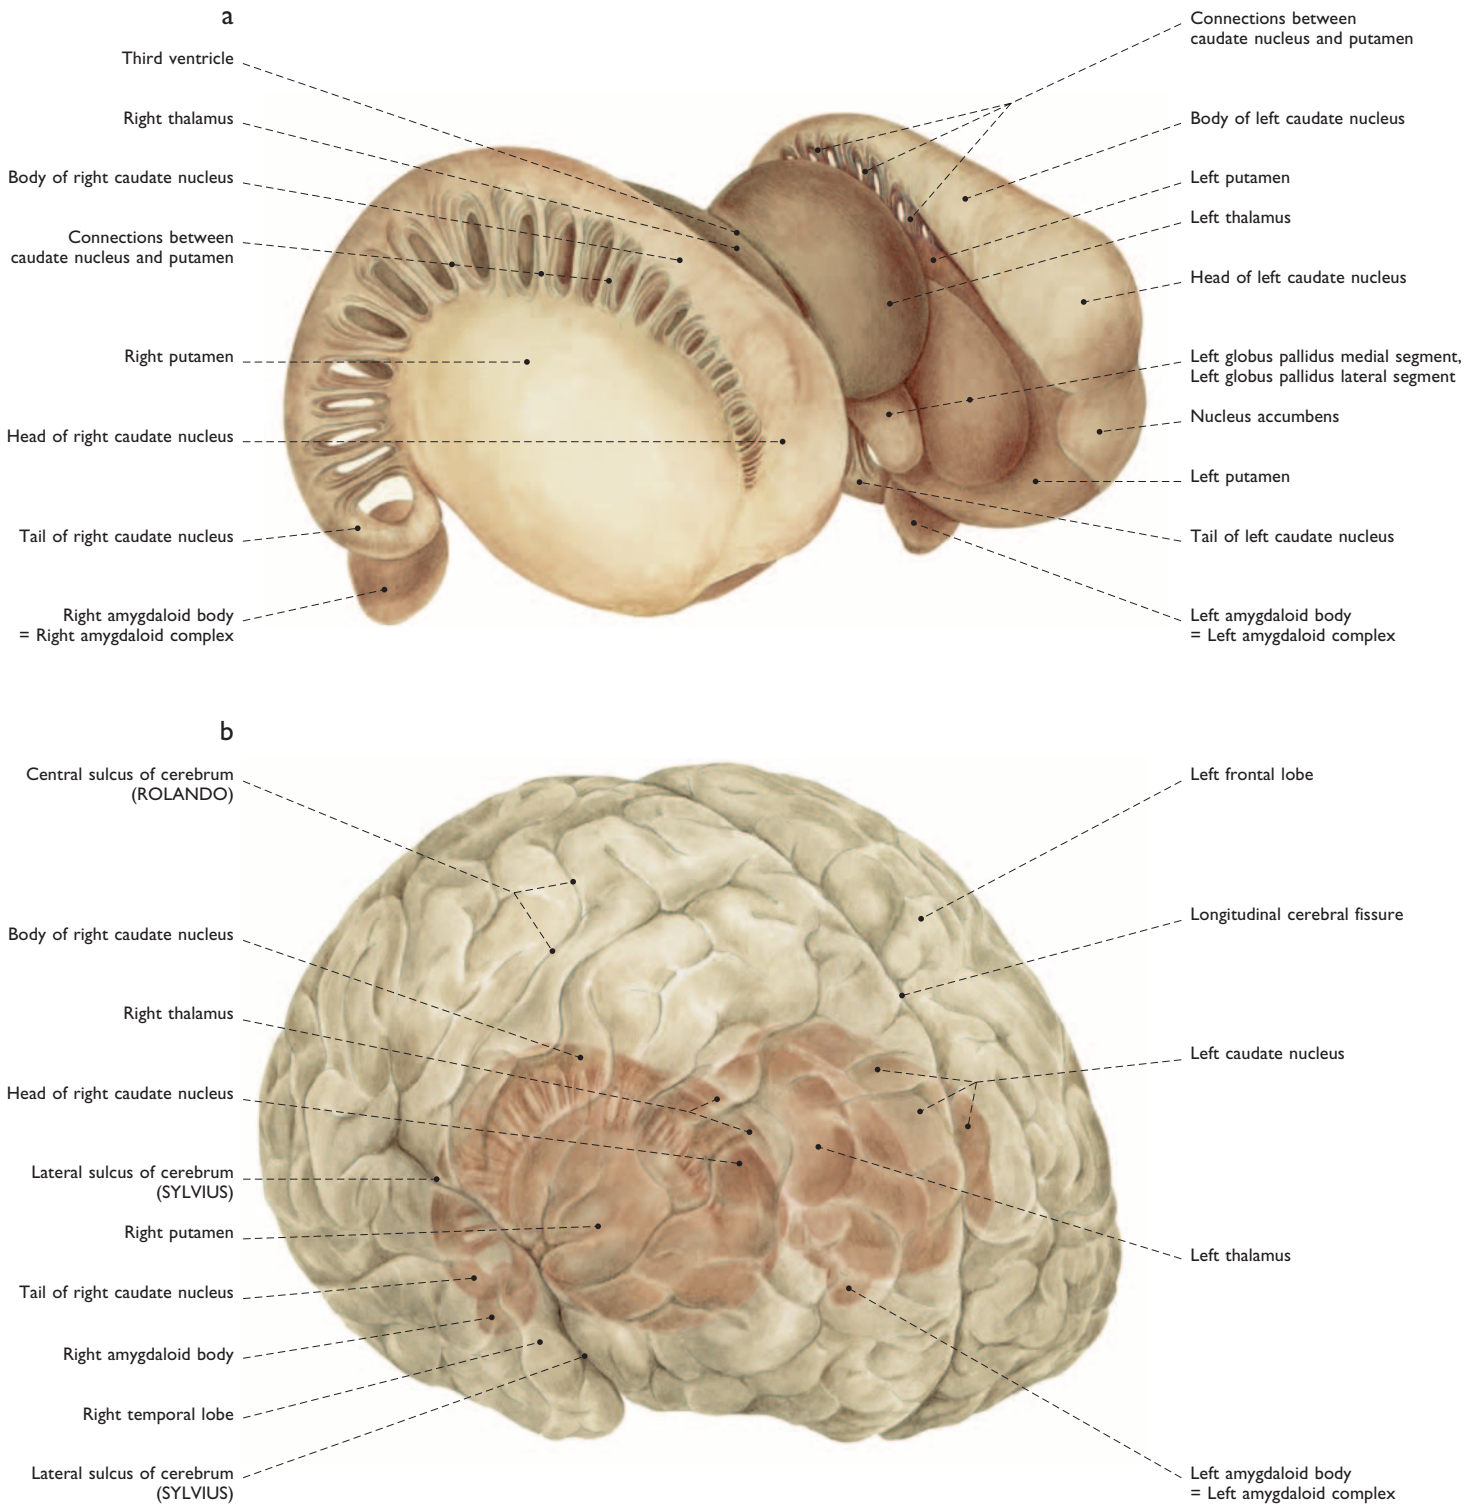 a
Third ventricle
Right thalamus
Body of right caudate nucleus
Connections between
caudate nucleus and putamen
Right putamen
Head of right caudate nucleus
Tail of right caudate nucleus
Right amygdaloid body
= Right amygdaloid complex
Connections between
caudate nucleus and putamen
Body of left caudate nucleus
Left putamen
Left thalamus
Head of left caudate nucleus
Left globus pallidus medial segment,
Left globus pallidus lateral segment
Nucleus accumbens
Left putamen
Tail of left caudate nucleus
Left amygdaloid body
= Left amygdaloid complex
b
Central sulcus of cerebrum
(ROLANDO)
Body of right caudate nucleus
Right thalamus
Head of right caudate nucleus
Lateral sulcus of cerebrum
(SYLVIUS)
Right putamen
Tail of right caudate nucleus
Right amygdaloid body
Right temporal lobe
Lateral sulcus of cerebrum
(SYLVIUS)
Left frontal lobe
Longitudinal cerebral fissure
Left caudate nucleus
Left thalamus
Left amygdaloid body
= Left amygdaloid complex